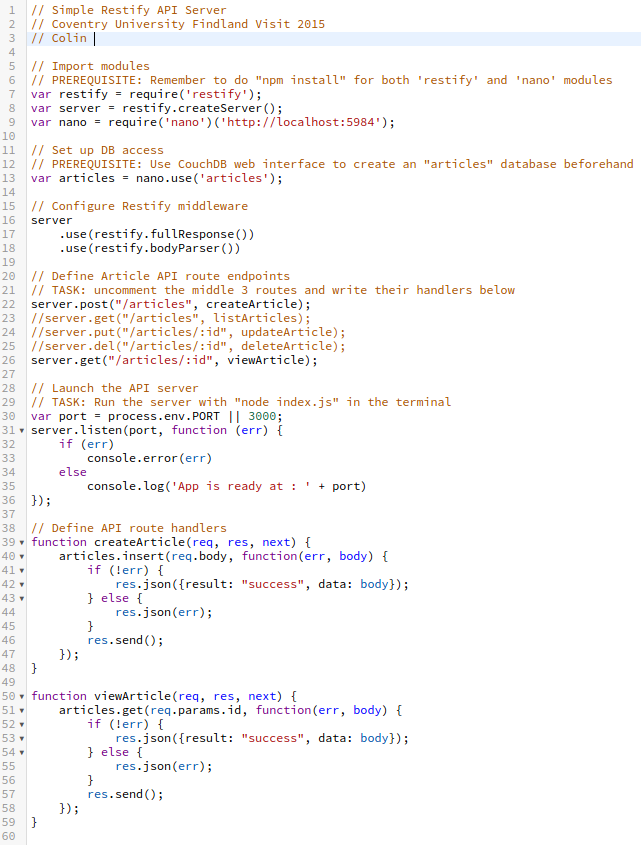 1 // Simple Restify API Server
2 // Coventry University Findland Visit 2015
3 // Colin
4
5 // Import modules
6 // PREREQUISITE: Remember to do "npm install" for both 'restify' and 'nano' modules
7 var restify = require('restify');
8 var server = restify.createServer();
9 var nano = require('nano')('http://localhost:5984');
10
11 // Set up DB access
12 // PREREQUISITE: Use CouchDB web interface to create an "articles" database beforehand
13 var articles = nano.use('articles');
14
15 // Configure Restify middleware
16 server
17     .use(restify.fullResponse())
18     .use(restify.bodyParser())
19
20 // Define Article API route endpoints
21 // TASK: uncomment the middle 3 routes and write their handlers below
22 server.post("/articles", createArticle);
23 //server.get("/articles", listArticles);
24 //server.put("/articles/:id", updateArticle);
25 //server.del("/articles/:id", deleteArticle);
26 server.get("/articles/:id", viewArticle);
27
28 // Launch the API server
29 // TASK: Run the server with "node index.js" in the terminal
30 var port = process.env.PORT || 3000;
31 server.listen(port, function (err) {
32     if (err)
33         console.error(err)
34     else
35         console.log('App is ready at : ' + port)
36 });
37
38 // Define API route handlers
39 function createArticle(req, res, next) {
40     articles.insert(req.body, function(err, body) {
41         if (!err) {
42             res.json({result: "success", data: body});
43         } else {
44             res.json(err);
45         }
46         res.send();
47     });
48 }
49
50 function viewArticle(req, res, next) {
51     articles.get(req.params.id, function(err, body) {
52         if (!err) {
53             res.json({result: "success", data: body});
54         } else {
55             res.json(err);
56         }
57         res.send();
58     });
59 }
60